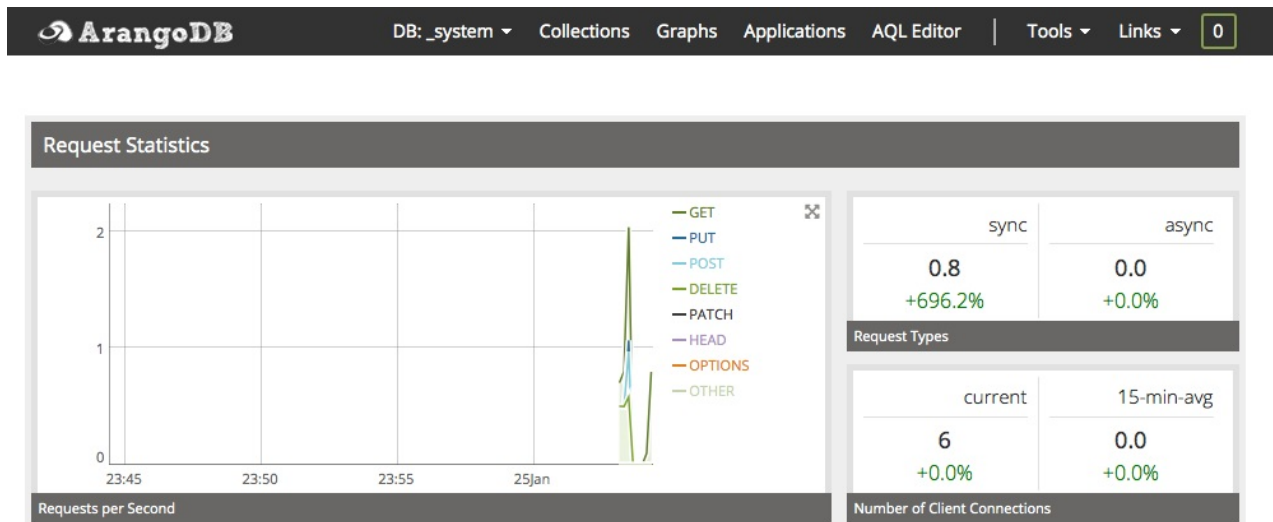 ArangoDB DB: _system Collections Graphs Applications AQL Editor Tools Links 0
Request Statistics
2
1
0
23:45 23:50 23:55 25Jan
GET
PUT
POST
DELETE
PATCH
HEAD
OPTIONS
OTHER
Requests per Second
sync async
0.8 0.0
+696.2% +0.0%
Request Types
current 15-min-avg
6 0.0
+0.0% +0.0%
Number of Client Connections